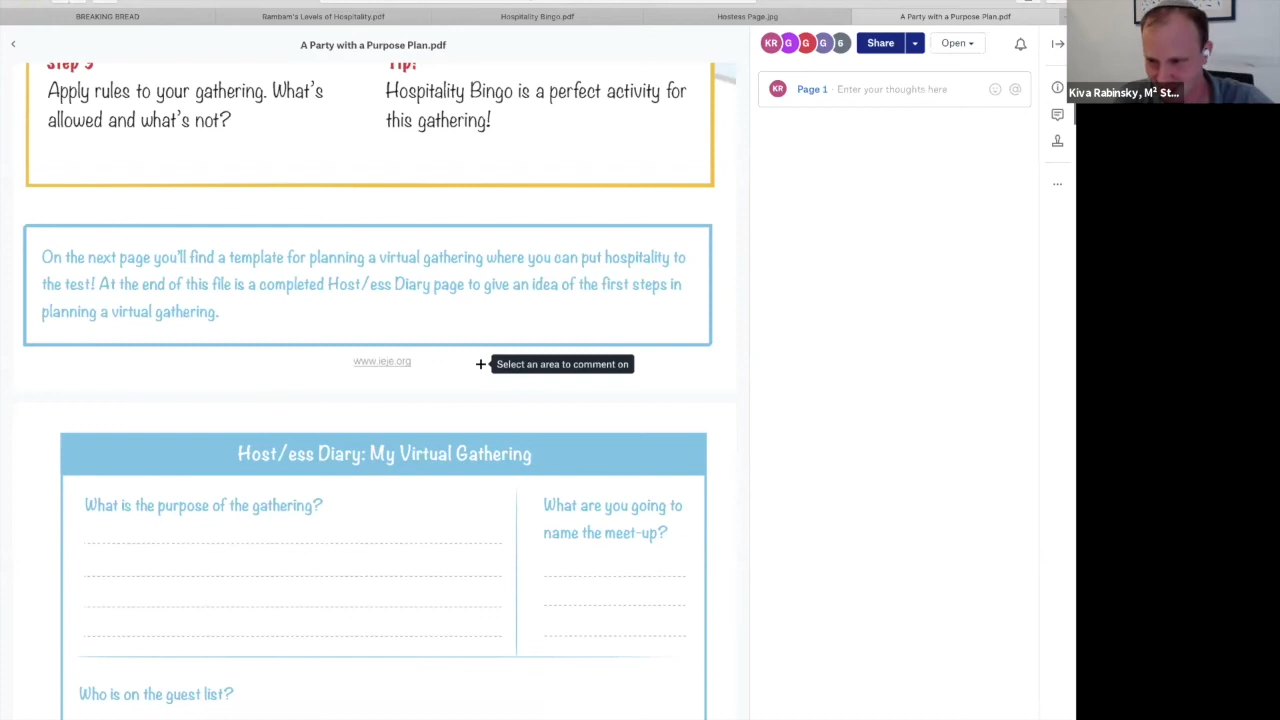 BREAKING BREAD
Rambam's Levels of Hospitality.pdf
Hospitality Bingo.pdf
Hostess Page.jpg
A Party with a Purpose Plan.pdf
A Party with a Purpose Plan.pdf
KR G G G 6
Share
Open
Step 5
Apply rules to your gathering. What's
allowed and what's not?
Tip!
Hospitality Bingo is a perfect activity for
this gathering!
KR Page 1 · Enter your thoughts here
Kiva Rabinsky, M² St...
On the next page you'll find a template for planning a virtual gathering where you can put hospitality to
the test! At the end of this file is a completed Host/ess Diary page to give an idea of the first steps in
planning a virtual gathering.
www.ieje.org
Select an area to comment on
Host/ess Diary: My Virtual Gathering
What is the purpose of the gathering?
What are you going to
name the meet-up?
Who is on the guest list?